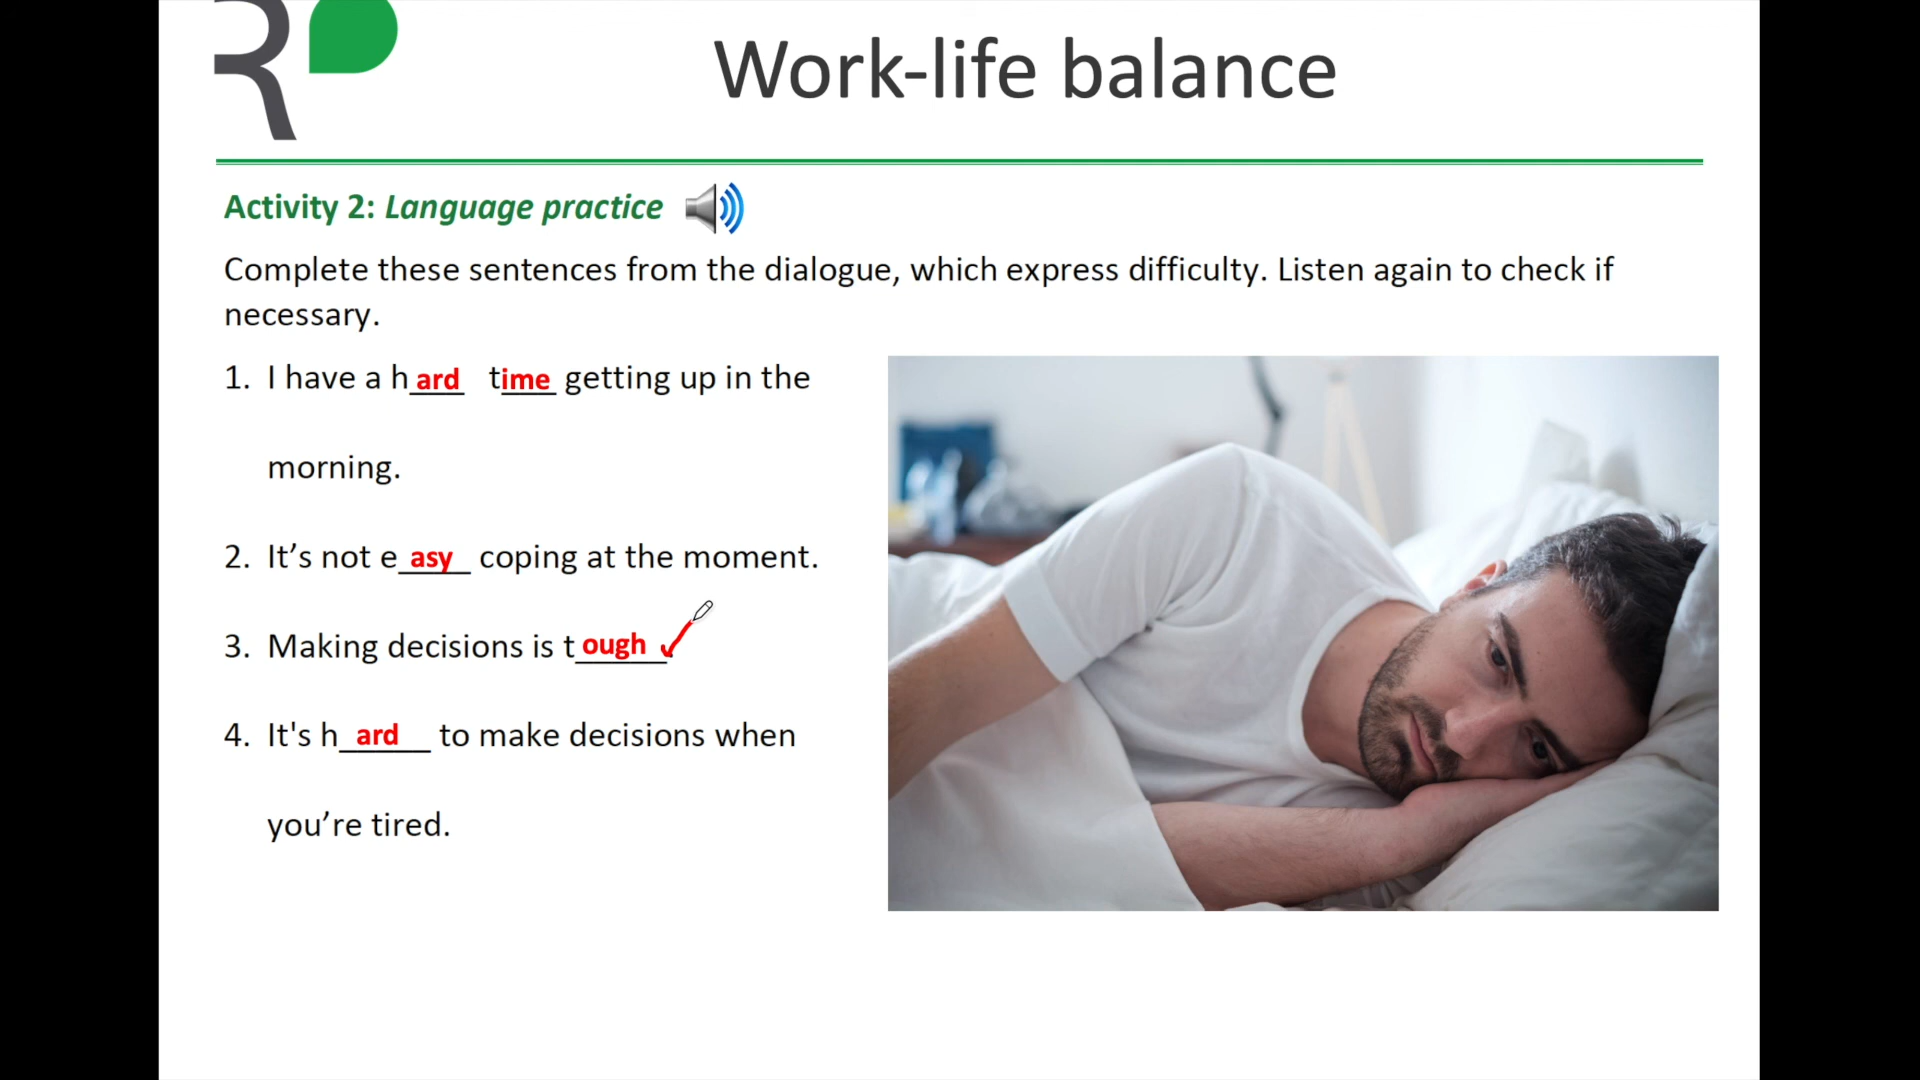 Work-life balance
Activity 2: Language practice
Complete these sentences from the dialogue, which express difficulty. Listen again to check if
necessary.
1. I have a hard time getting up in the
morning.
2. It’s not easy coping at the moment.
3. Making decisions is tough.
4. It's hard to make decisions when
you’re tired.